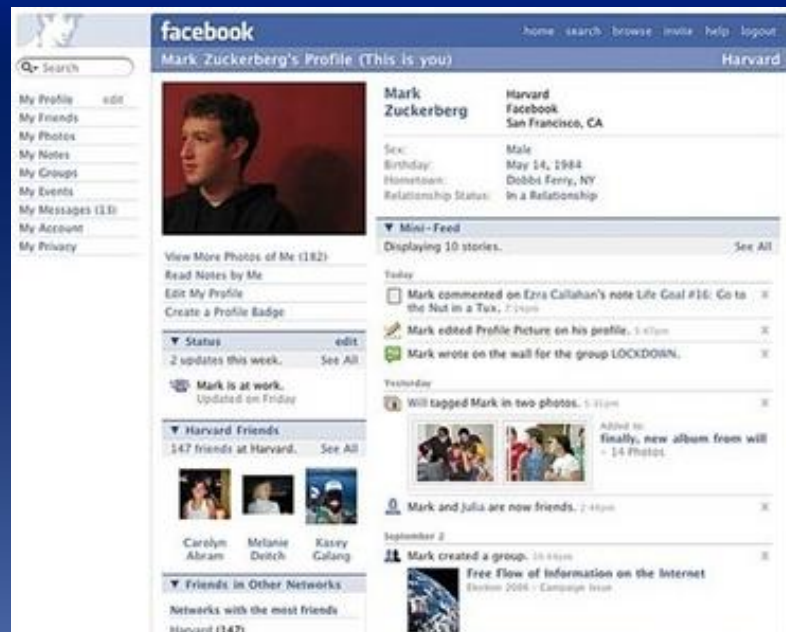 facebook
home search browse invite help logout
Mark Zuckerberg's Profile (This is you)
Harvard
Search
My Profile edit
My Friends
My Photos
My Notes
My Groups
My Events
My Messages (13)
My Account
My Privacy
View More Photos of Me (182)
Read Notes by Me
Edit My Profile
Create a Profile Badge
Status edit
2 updates this week. See All
Mark is at work.
Updated on Friday
Harvard Friends
147 friends at Harvard. See All
Carolyn Abram
Melanie Deitch
Kasey Galang
Friends in Other Networks
Networks with the most friends
Harvard (147)
Mark Zuckerberg
Harvard
Facebook
San Francisco, CA
Sex: Male
Birthday: May 14, 1984
Hometown: Dobbs Ferry, NY
Relationship Status: In a Relationship
Mini-Feed
Displaying 10 stories. See All
Today
Mark commented on Ezra Callahan's note Life Goal #16: Go to
the Nut in a Tux.
Mark edited Profile Picture on his profile.
Mark wrote on the wall for the group LOCKDOWN.
Yesterday
Will tagged Mark in two photos.
Added to:
finally, new album from will
- 14 Photos
Mark and Julia are now friends.
September 2
Mark created a group.
Free Flow of Information on the Internet
Election 2006 - Campaign Issue